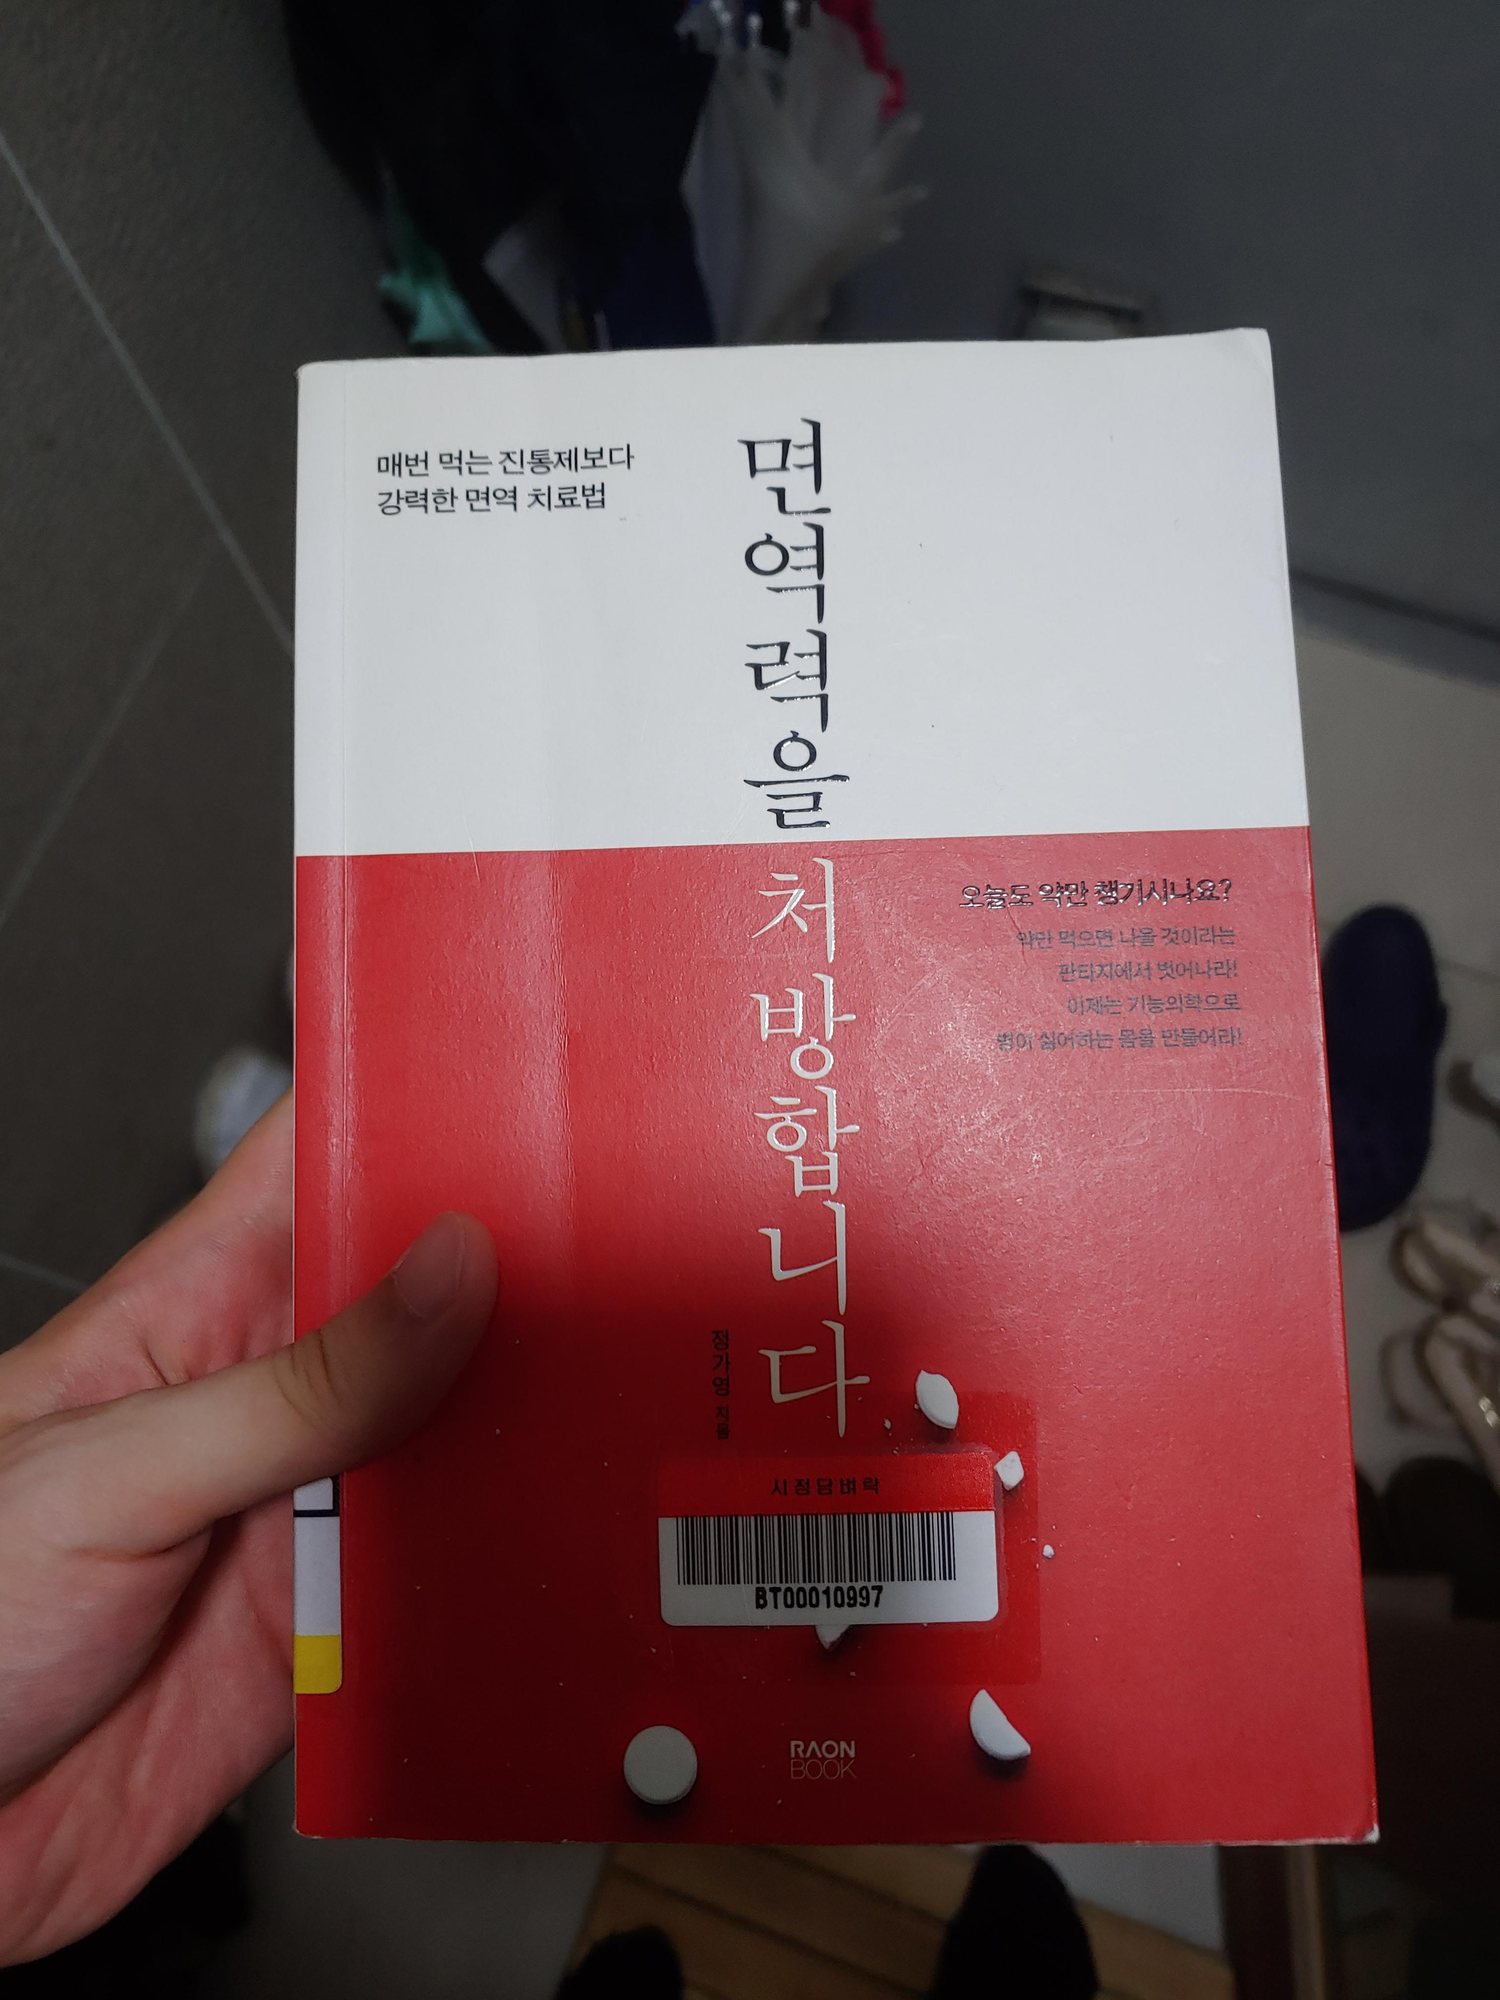 매번 먹는 진통제보다
강력한 면역 치료법
면역력을 처방합니다
오늘도 약만 챙기시나요?
약만 먹으면 나을 것이라는
판타지에서 벗어나라!
이제는 기능의학으로
병이 싫어하는 몸을 만들어라!
정가영 지음
시정담벼락
BT00010997
RAON
BOOK